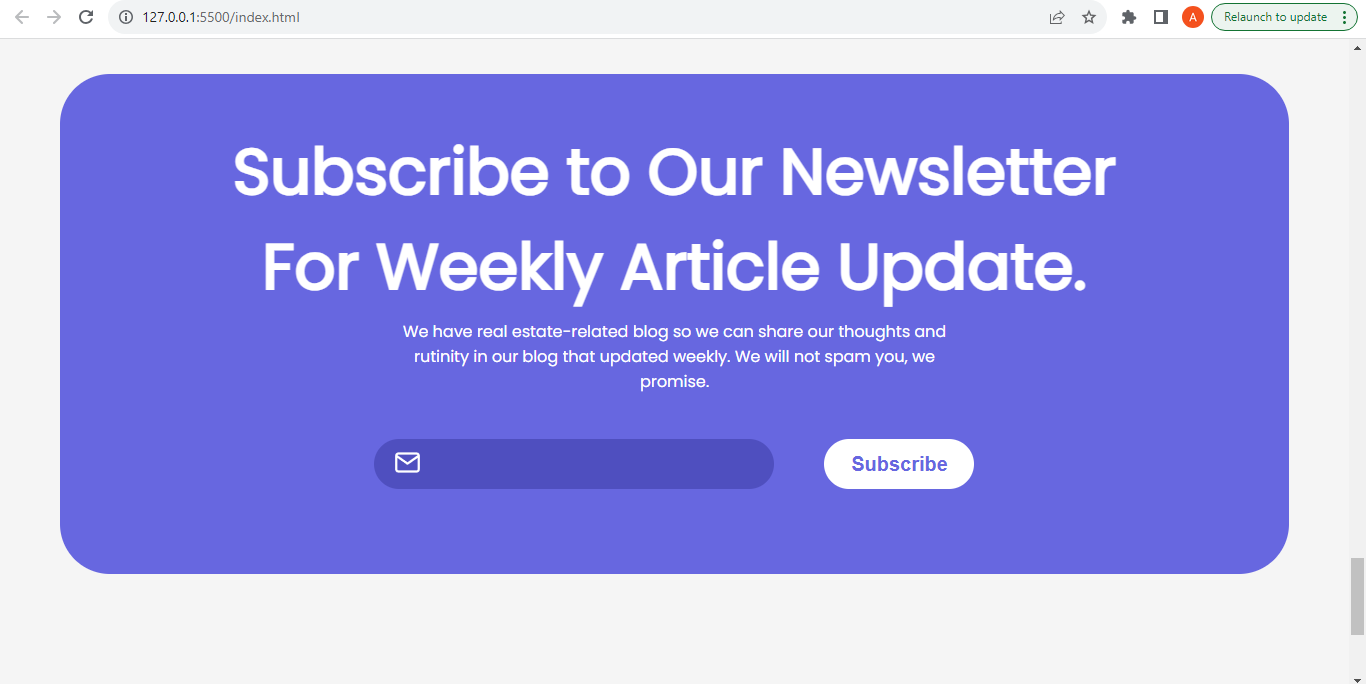 127.0.0.1:5500/index.html
A
Relaunch to update
Subscribe to Our Newsletter
For Weekly Article Update.
We have real estate-related blog so we can share our thoughts and
rutinity in our blog that updated weekly. We will not spam you, we
promise.
Subscribe